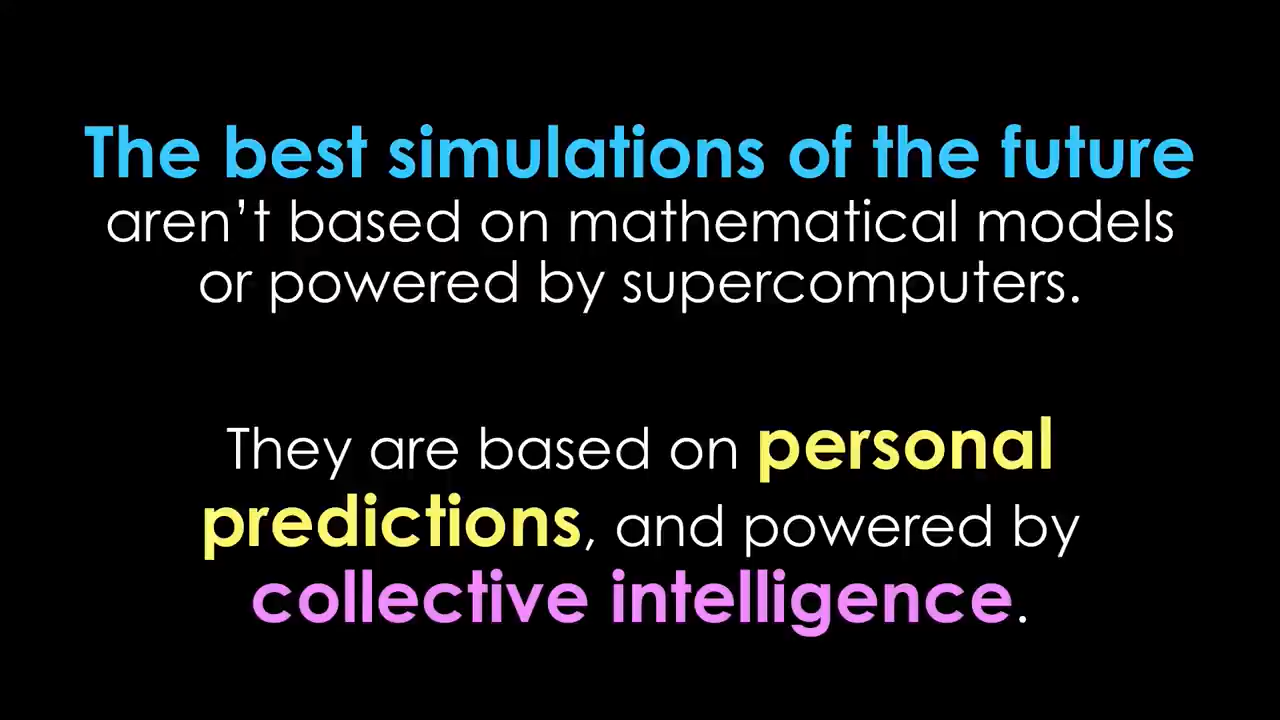 The best simulations of the future
aren’t based on mathematical models
or powered by supercomputers.
They are based on personal
predictions, and powered by
collective intelligence.